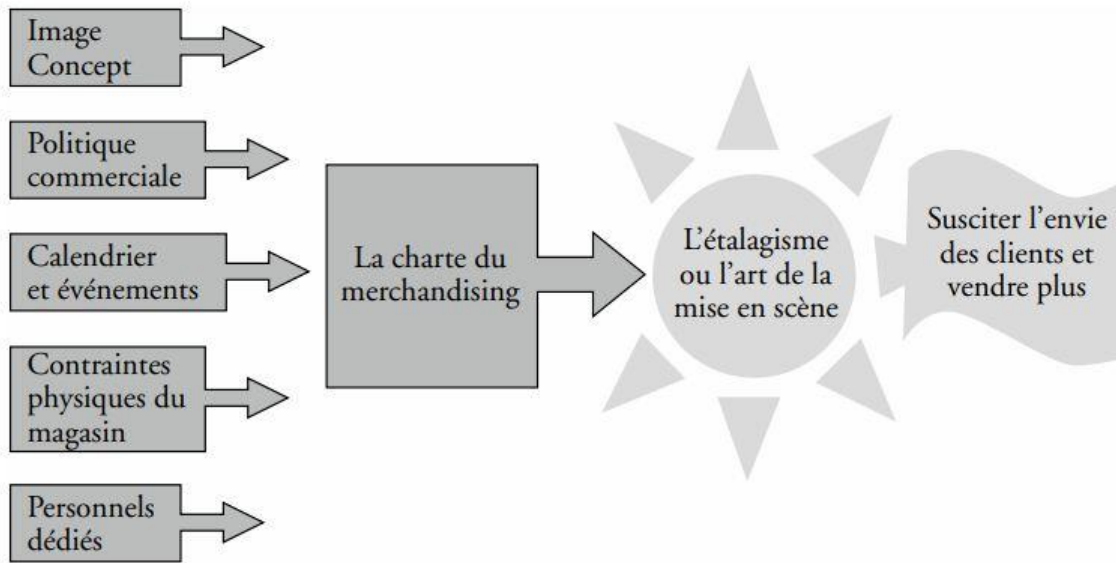 Image
Concept
Politique
commerciale
Calendrier
et événements
Contraintes
physiques du
magasin
Personnels
dédiés
La charte du
merchandising
L'étalagisme
ou l'art de la
mise en scène
Susciter l'envie
des clients et
vendre plus